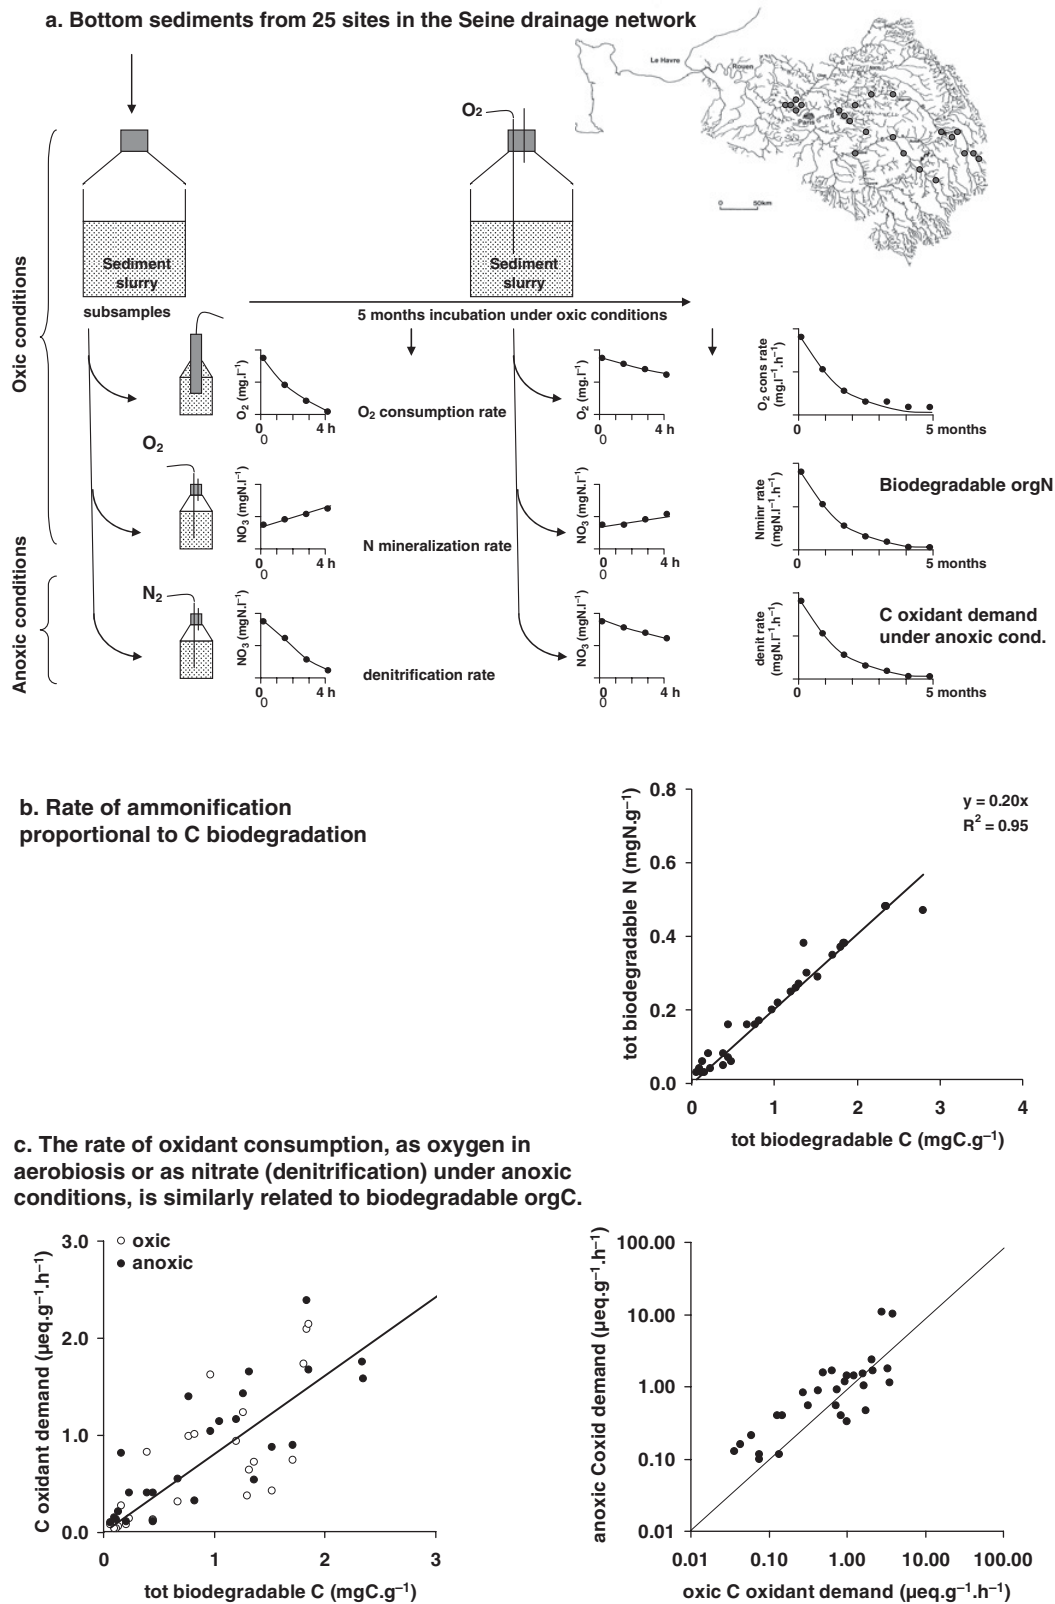 a. Bottom sediments from 25 sites in the Seine drainage network
Le Havre
Rouen
Paris
0 50km
O2
Oxic conditions
Anoxic conditions
Sediment
slurry
Sediment
slurry
subsamples
5 months incubation under oxic conditions
O2 (mg.l⁻¹)
0 4 h
0
O2 consumption rate
O2 (mg.l⁻¹)
0 4 h
0
O2 cons rate
(mg.l⁻¹.h⁻¹)
0 5 months
O2
NO3 (mgN.l⁻¹)
0 4 h
0
N mineralization rate
NO3 (mgN.l⁻¹)
0 4 h
0
Nminr rate
(mgN.l⁻¹.h⁻¹)
0 5 months
Biodegradable orgN
N2
NO3 (mgN.l⁻¹)
0 4 h
0
denitrification rate
NO3 (mgN.l⁻¹)
0 4 h
0
denit rate
(mgN.l⁻¹.h⁻¹)
0 5 months
C oxidant demand
under anoxic cond.
b. Rate of ammonification
proportional to C biodegradation
tot biodegradable N (mgN.g⁻¹)
0.8
0.6
0.4
0.2
0.0
y = 0.20x
R² = 0.95
0 1 2 3 4
tot biodegradable C (mgC.g⁻¹)
c. The rate of oxidant consumption, as oxygen in
aerobiosis or as nitrate (denitrification) under anoxic
conditions, is similarly related to biodegradable orgC.
C oxidant demand (µeq.g⁻¹.h⁻¹)
3.0
2.0
1.0
0.0
oxic
anoxic
0 1 2 3
tot biodegradable C (mgC.g⁻¹)
anoxic Coxid demand (µeq.g⁻¹.h⁻¹)
100.00
10.00
1.00
0.10
0.01
0.01 0.10 1.00 10.00 100.00
oxic C oxidant demand (µeq.g⁻¹.h⁻¹)